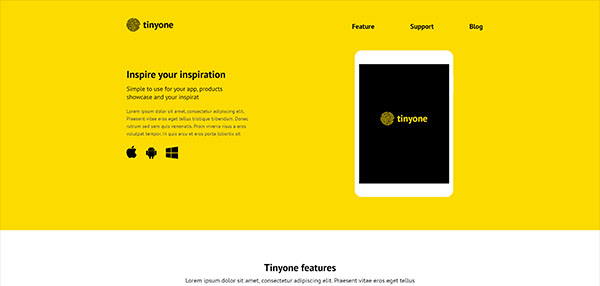 tinyone
Feature Support Blog
Inspire your inspiration
Simple to use for your app, products
showcase and your inspirat
Lorem ipsum dolor sit amet, consectetur adipiscing elit.
Praesent vitae eros eget tellus tristique bibendum. Donec
rutrum sed sem quis venenatis. Proin viverra risus a eros
volutpat tempor. In quis arcu et eros porta lobortis sit
tinyone
Tinyone features
Lorem ipsum dolor sit amet, consectetur adipiscing elit. Praesent vitae eros eget tellus